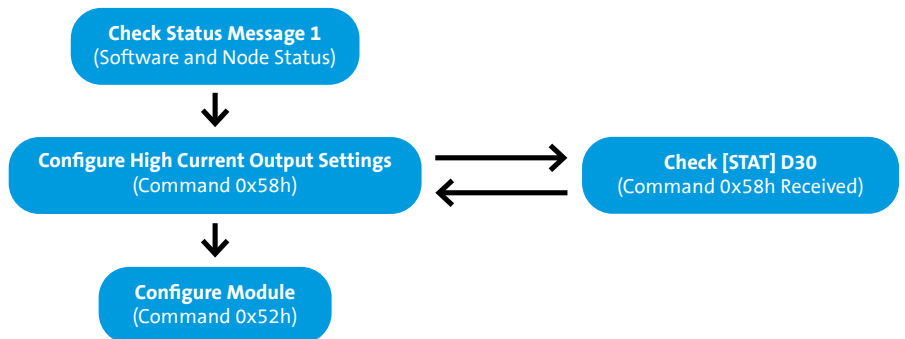 Check Status Message 1
(Software and Node Status)
Configure High Current Output Settings
(Command 0x58h)
Check [STAT] D30
(Command 0x58h Received)
Configure Module
(Command 0x52h)